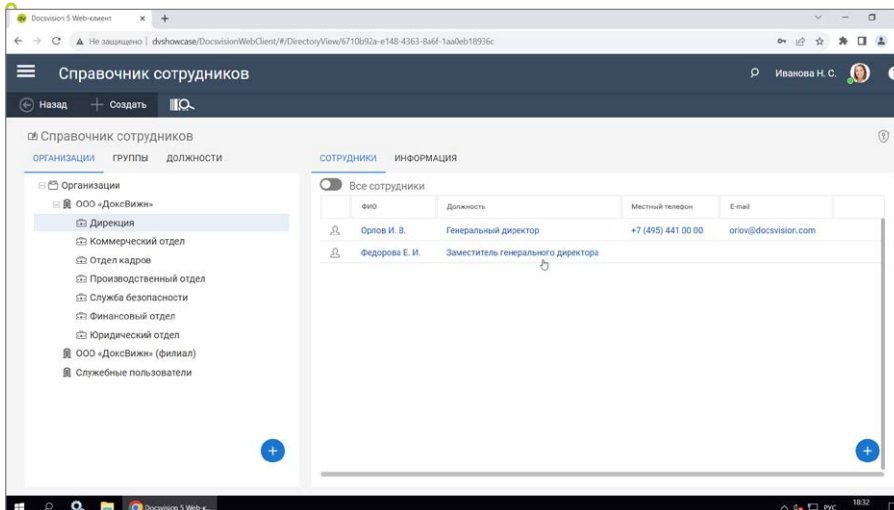 Docsvision 5 Web-клиент
Не защищено dvshowcase/DocsvisionWebClient/#/DirectoryView/6710b92a-e148-4363-8a6f-1aa0eb18936c
Справочник сотрудников
Иванова Н. С.
Назад
Создать
Справочник сотрудников
ОРГАНИЗАЦИИ ГРУППЫ ДОЛЖНОСТИ
СОТРУДНИКИ ИНФОРМАЦИЯ
Организации
ООО «ДоксВижн»
Дирекция
Коммерческий отдел
Отдел кадров
Производственный отдел
Служба безопасности
Финансовый отдел
Юридический отдел
ООО «ДоксВижн» (филиал)
Служебные пользователи
Все сотрудники
ФИО Должность Местный телефон E-mail
Орлов И. В. Генеральный директор +7 (495) 441 00 00 orlov@docsvision.com
Федорова Е. И. Заместитель генерального директора
Docsvision 5 Web-к...
РУС
18:32